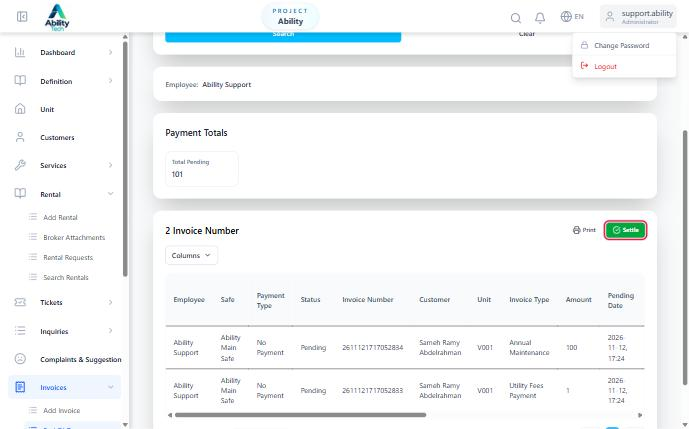 Ability
Tech
PROJECT
Ability
EN
support.ability
Administrator
Change Password
Logout
Dashboard
Definition
Unit
Customers
Services
Rental
Add Rental
Broker Attachments
Rental Requests
Search Rentals
Tickets
Inquiries
Complaints & Suggestion
Invoices
Add Invoice
Search
Clear
Employee: Ability Support
Payment Totals
Total Pending
101
2 Invoice Number
Print
Settle
Columns
Employee Safe Payment Type Status Invoice Number Customer Unit Invoice Type Amount Pending Date
Ability Support Ability Main Safe No Payment Pending 2611121717052834 Sameh Ramy Abdelrahman V001 Annual Maintenance 100 2026-11-12, 17:24
Ability Support Ability Main Safe No Payment Pending 2611121717052833 Sameh Ramy Abdelrahman V001 Utility Fees Payment 1 2026-11-12, 17:24